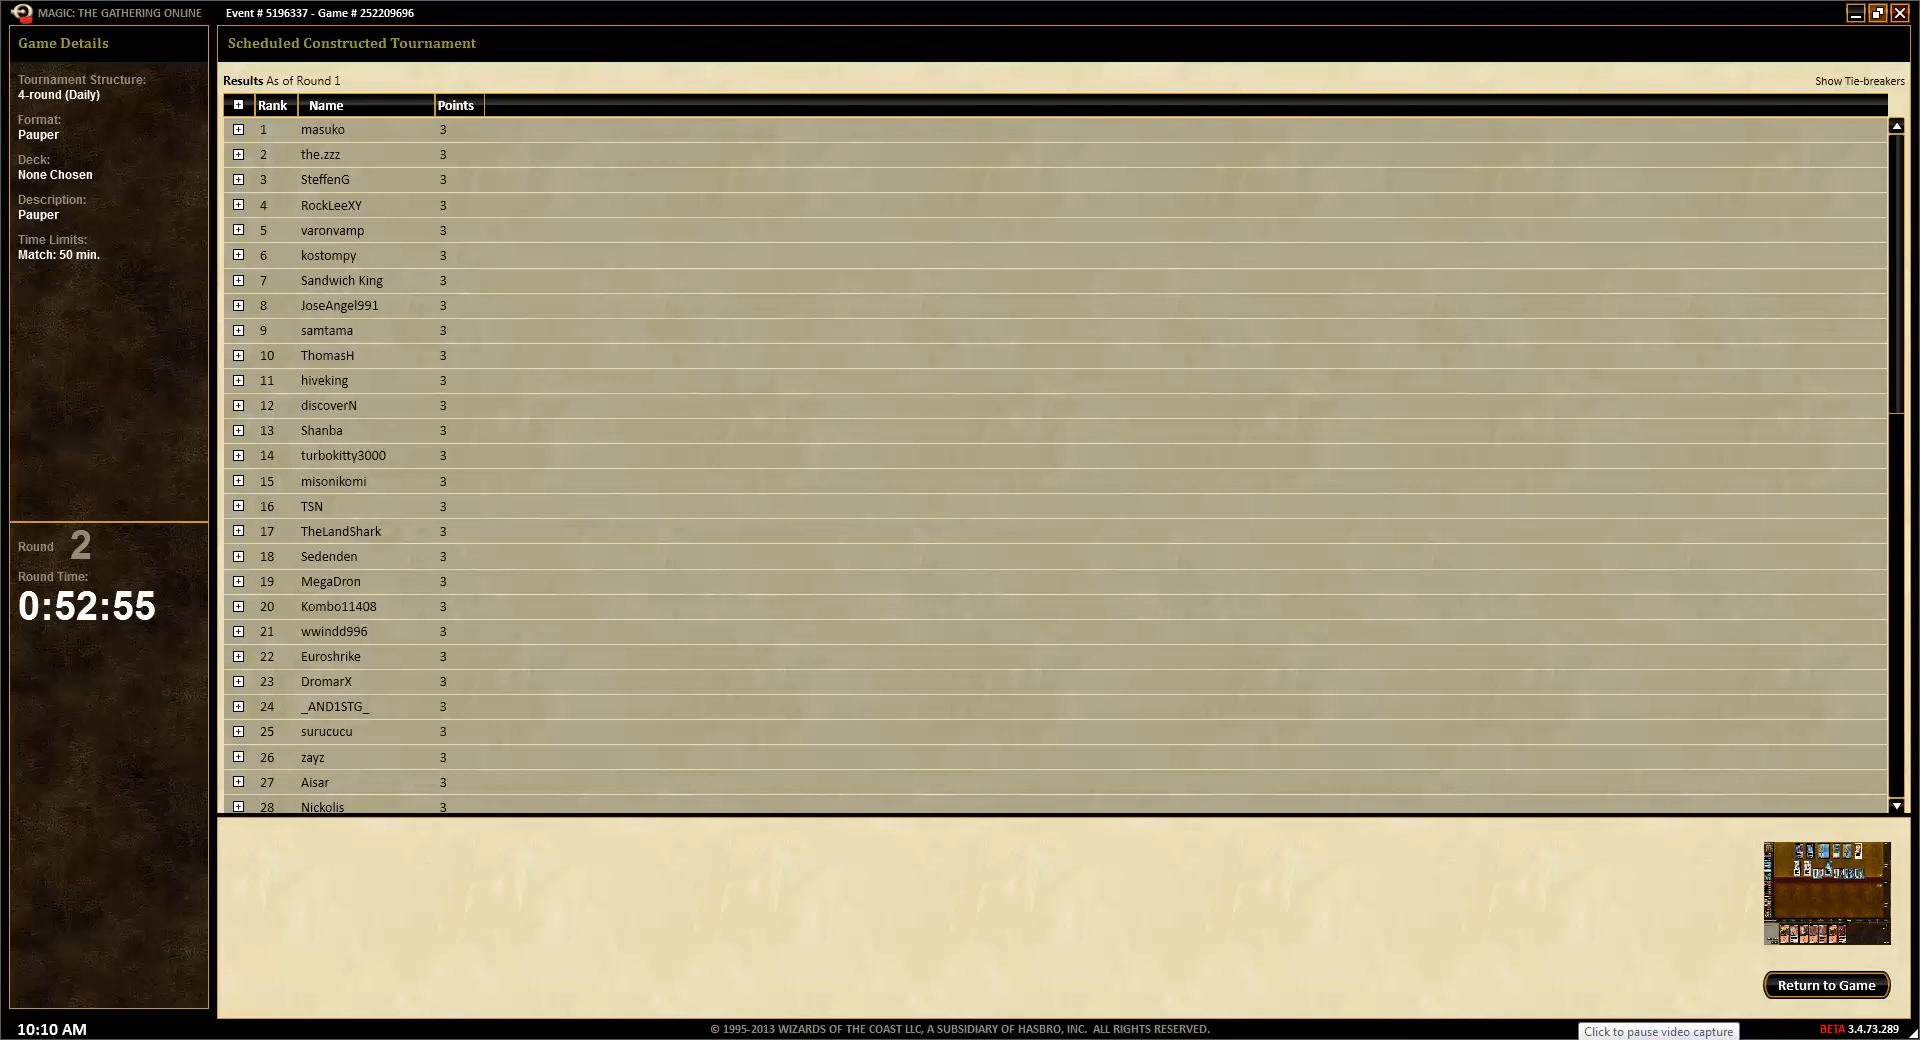 MAGIC: THE GATHERING ONLINE
Event # 5196337 - Game # 252209696
Game Details
Tournament Structure:
4-round (Daily)
Format:
Pauper
Deck:
None Chosen
Description:
Pauper
Time Limits:
Match: 50 min.
Round 2
Round Time:
0:52:55
Scheduled Constructed Tournament
Results As of Round 1
Show Tie-breakers
Rank Name Points
1 masuko 3
2 the.zzz 3
3 SteffenG 3
4 RockLeeXY 3
5 varonvamp 3
6 kostompy 3
7 Sandwich King 3
8 JoseAngel991 3
9 samtama 3
10 ThomasH 3
11 hiveking 3
12 discoverN 3
13 Shanba 3
14 turbokitty3000 3
15 misonikomi 3
16 TSN 3
17 TheLandShark 3
18 Sedenden 3
19 MegaDron 3
20 Kombo11408 3
21 wwindd996 3
22 Euroshrike 3
23 DromarX 3
24 _AND1STG_ 3
25 surucucu 3
26 zayz 3
27 Aisar 3
28 Nickolis 3
Return to Game
10:10 AM
© 1995-2013 WIZARDS OF THE COAST LLC, A SUBSIDIARY OF HASBRO, INC. ALL RIGHTS RESERVED.
Click to pause video capture
BETA 3.4.73.289